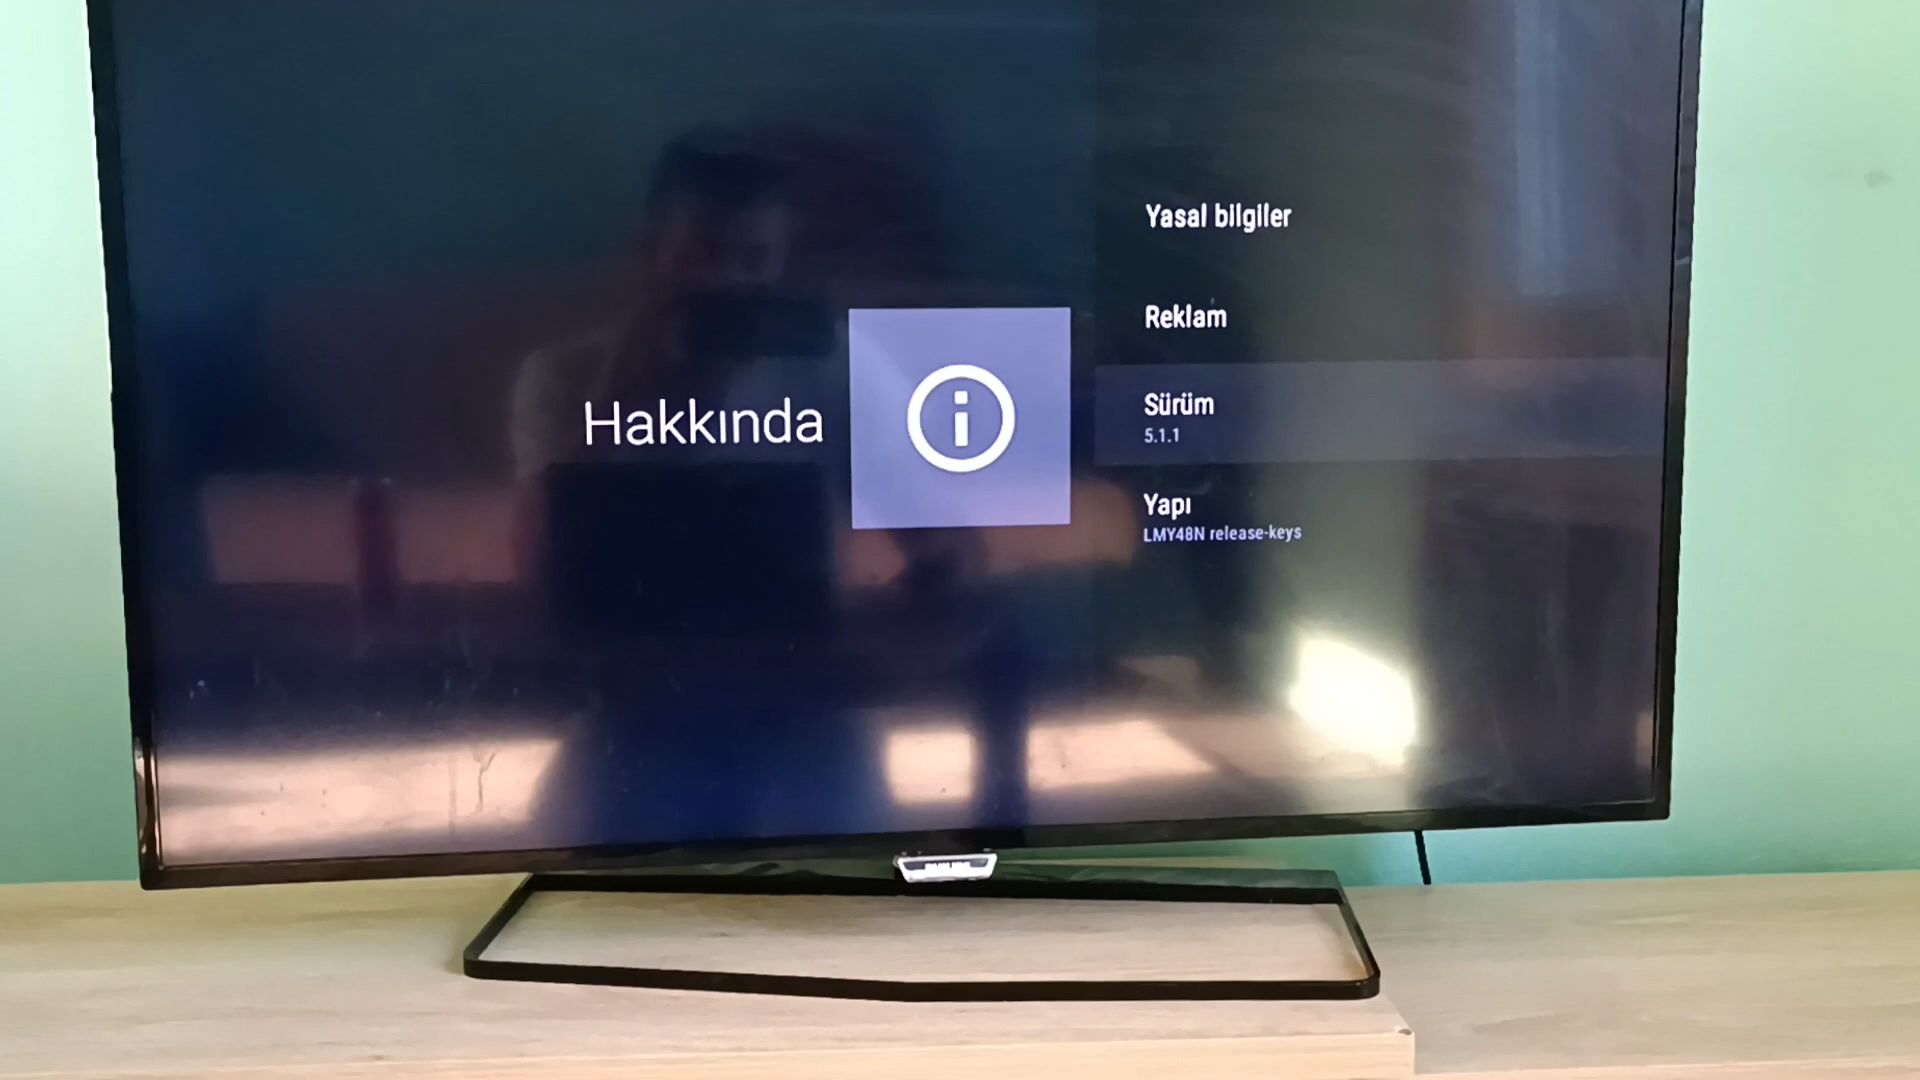 Yasal bilgiler
Reklam
Hakkında
Sürüm
5.1.1
Yapı
LMY48N release-keys